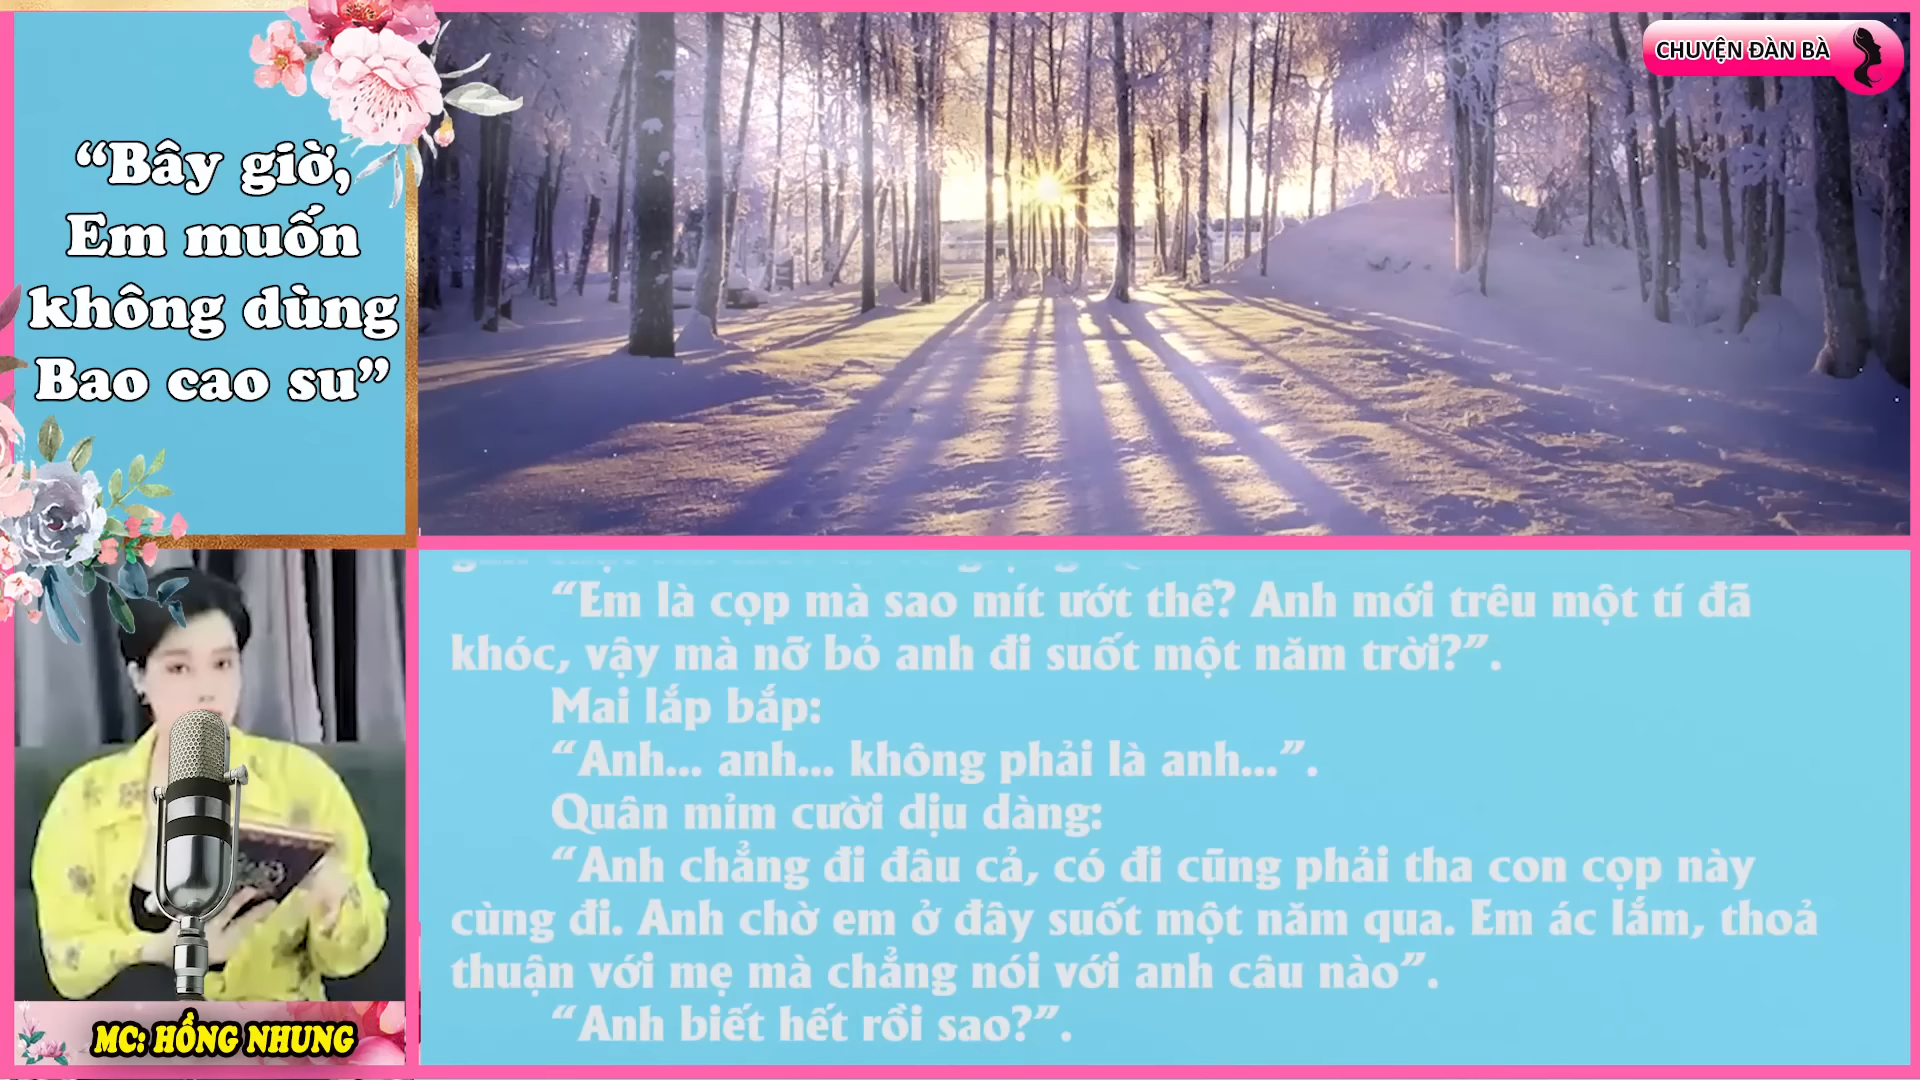 CHUYỆN ĐÀN BÀ
“Bây giờ,
Em muốn
không dùng
Bao cao su”
“Em là cọp mà sao mít ướt thế? Anh mới trêu một tí đã
khóc, vậy mà nỡ bỏ anh đi suốt một năm trời?”.
Mai lắp bắp:
“Anh... anh... không phải là anh...”.
Quân mỉm cười dịu dàng:
“Anh chẳng đi đâu cả, có đi cũng phải tha con cọp này
cùng đi. Anh chờ em ở đây suốt một năm qua. Em ác lắm, thoả
thuận với mẹ mà chẳng nói với anh câu nào”.
“Anh biết hết rồi sao?”.
MC: HỒNG NHUNG